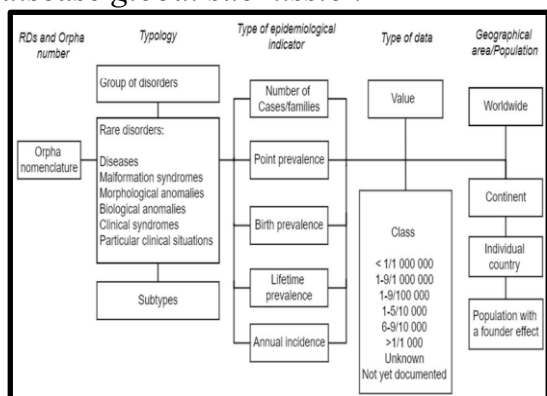 RDs and Orpha
number
Typology
Type of epidemiological
indicator
Type of data
Geographical
area/Population
Orpha
nomenclature
Group of disorders
Rare disorders:
Diseases
Malformation syndromes
Morphological anomalies
Biological anomalies
Clinical syndromes
Particular clinical situations
Subtypes
Number of
Cases/families
Point prevalence
Birth prevalence
Lifetime
prevalence
Annual incidence
Value
Class
< 1/1 000 000
1-9/1 000 000
1-9/100 000
1-5/10 000
6-9/10 000
>1/1 000
Unknown
Not yet documented
Worldwide
Continent
Individual
country
Population with
a founder effect